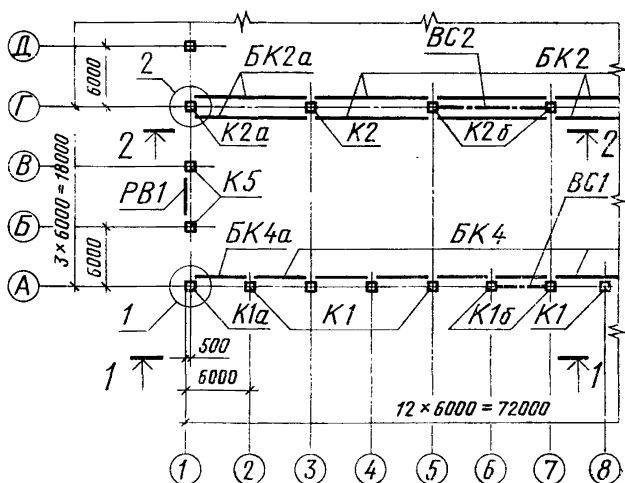 Д
6000
2
БК2а
ВС2
БК2
Г
2
К2а
К2
К2б
2
В
3 × 6000 = 18000
РВ1
К5
ВС1
Б
6000
БК4а
БК4
А
1
К1а
К1
К1б
К1
500
1
6000
1
12 × 6000 = 72000
1
2
3
4
5
6
7
8